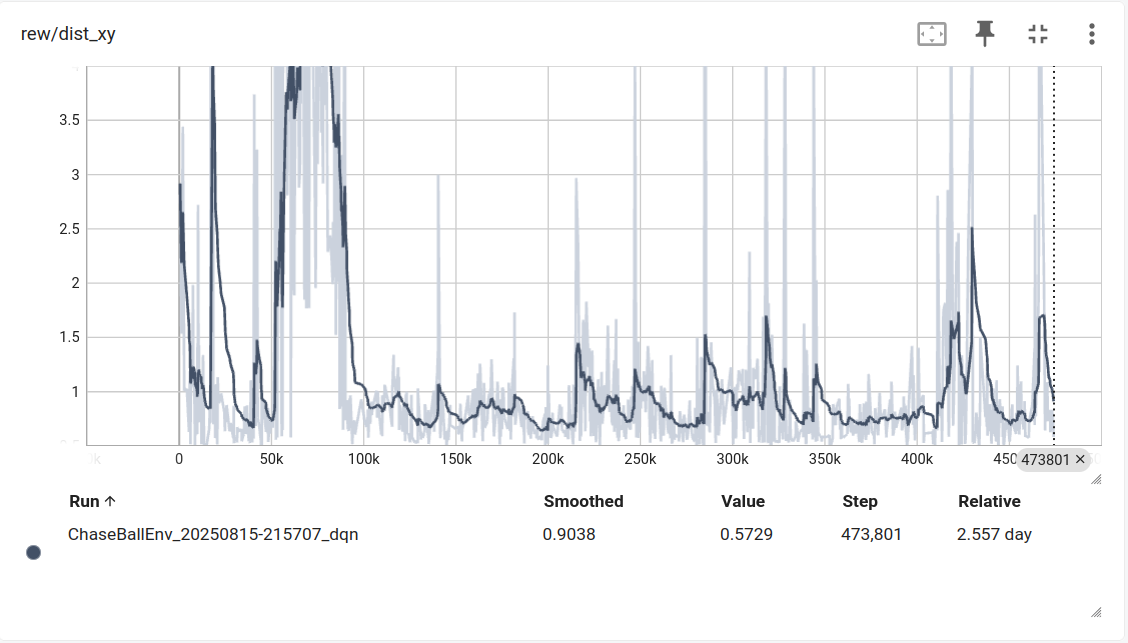 rew/dist_xy
3.5
3
2.5
2
1.5
1
0 50k 100k 150k 200k 250k 300k 350k 400k 450 473801 ×
Run ↑ Smoothed Value Step Relative
ChaseBallEnv_20250815-215707_dqn 0.9038 0.5729 473,801 2.557 day